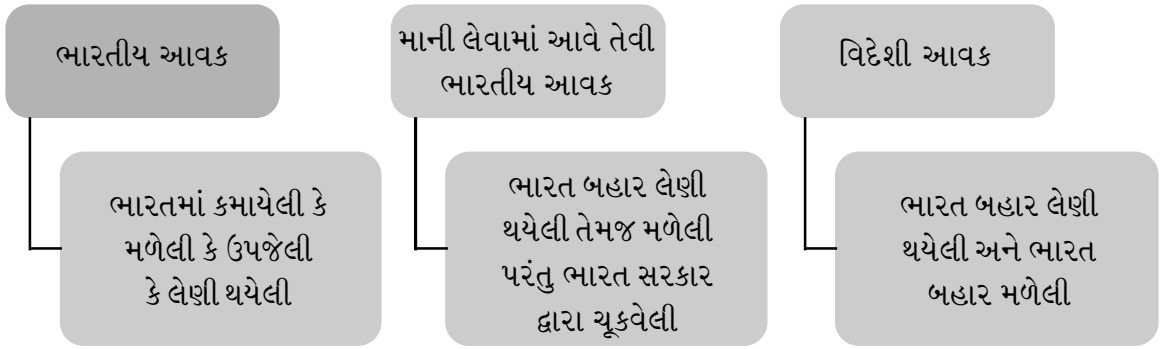 ભારતીય આવક
ભારતમાં કમાયેલી કે
મળેલી કે ઉપજેલી
કે લેણી થયેલી
માની લેવામાં આવે તેવી
ભારતીય આવક
ભારત બહાર લેણી
થયેલી તેમજ મળેલી
પરંતુ ભારત સરકાર
દ્વારા ચૂકવેલી
વિદેશી આવક
ભારત બહાર લેણી
થયેલી અને ભારત
બહાર મળેલી